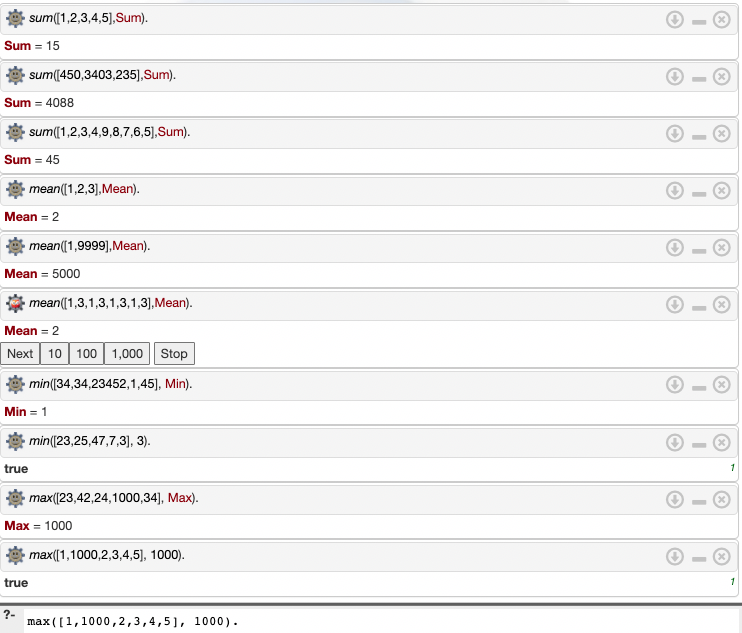 sum([1,2,3,4,5],Sum).
Sum = 15
sum([450,3403,235],Sum).
Sum = 4088
sum([1,2,3,4,9,8,7,6,5],Sum).
Sum = 45
mean([1,2,3],Mean).
Mean = 2
mean([1,9999],Mean).
Mean = 5000
mean([1,3,1,3,1,3,1,3],Mean).
Mean = 2
Next 10 100 1,000 Stop
min([34,34,23452,1,45], Min).
Min = 1
min([23,25,47,7,3], 3).
true 1
max([23,42,24,1000,34], Max).
Max = 1000
max([1,1000,2,3,4,5], 1000).
true 1
?- max([1,1000,2,3,4,5], 1000).